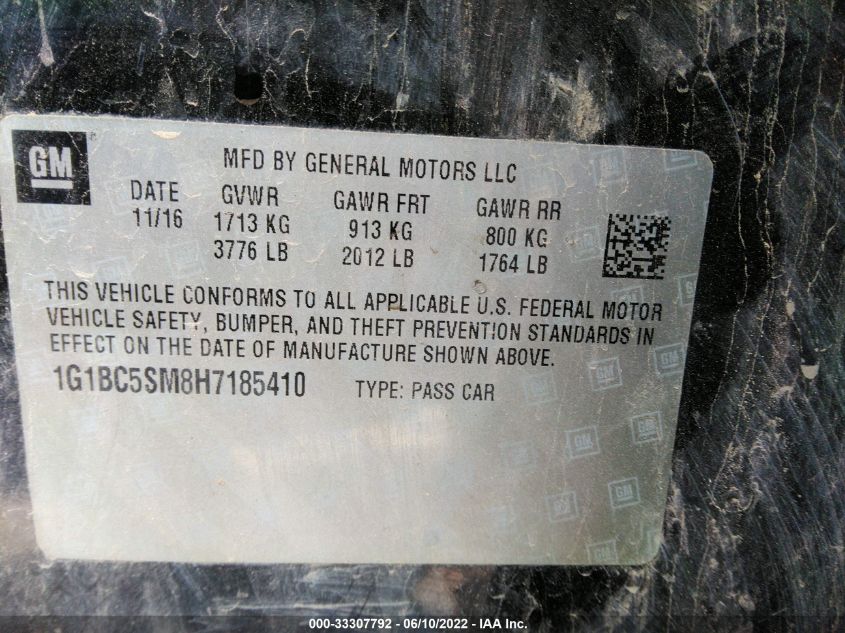 GM
MFD BY GENERAL MOTORS LLC
DATE GVWR GAWR FRT GAWR RR
11/16 1713 KG 913 KG 800 KG
3776 LB 2012 LB 1764 LB
THIS VEHICLE CONFORMS TO ALL APPLICABLE U.S. FEDERAL MOTOR
VEHICLE SAFETY, BUMPER, AND THEFT PREVENTION STANDARDS IN
EFFECT ON THE DATE OF MANUFACTURE SHOWN ABOVE.
1G1BC5SM8H7185410 TYPE: PASS CAR
000-33307792 - 06/10/2022 - IAA Inc.